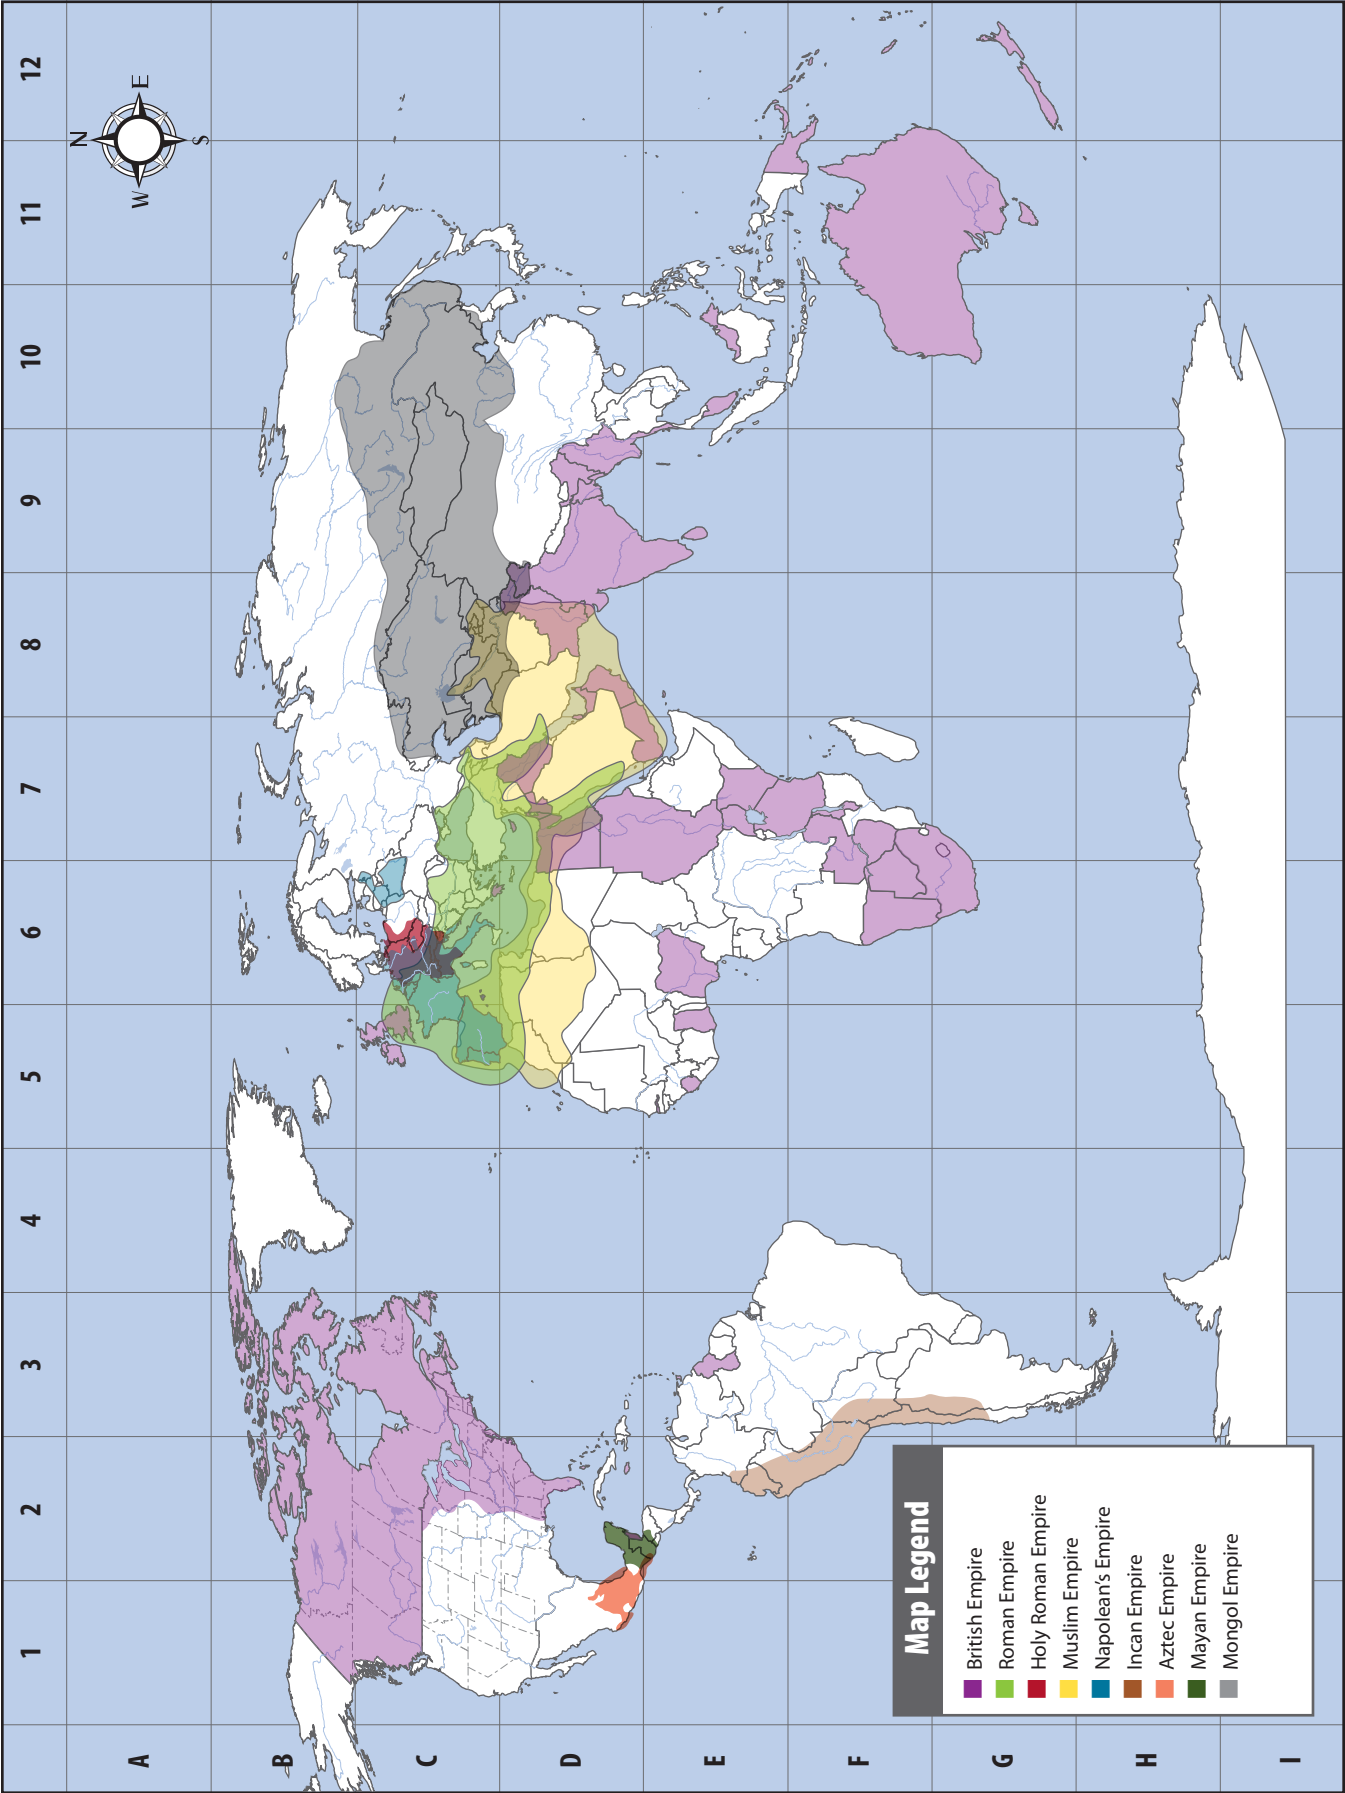 1
2
3
4
5
6
7
8
9
10
11
12
N
E
W
S
A
B
C
D
E
F
G
H
I
Map Legend
British Empire
Roman Empire
Holy Roman Empire
Muslim Empire
Napolean's Empire
Incan Empire
Aztec Empire
Mayan Empire
Mongol Empire